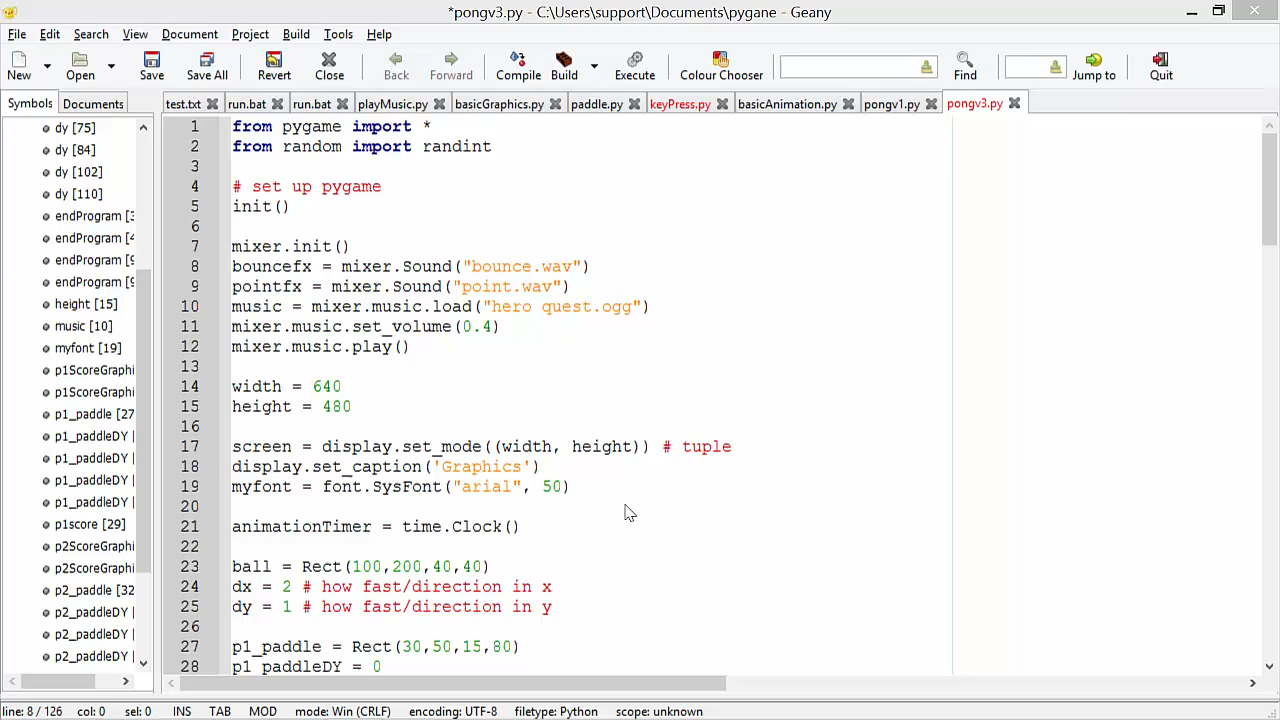 *pongv3.py - C:\Users\support\Documents\pygane - Geany
File Edit Search View Document Project Build Tools Help
New Open Save Save All Revert Close Back Forward Compile Build Execute Colour Chooser Find Jump to Quit
Symbols Documents test.txt run.bat run.bat playMusic.py basicGraphics.py paddle.py keyPress.py basicAnimation.py pongv1.py pongv3.py
dy [75]
dy [84]
dy [102]
dy [110]
endProgram [3
endProgram [4
endProgram [9
endProgram [9
height [15]
music [10]
myfont [19]
p1ScoreGraphi
p1ScoreGraphi
p1_paddle [27
p1_paddleDY [
p1_paddleDY [
p1_paddleDY [
p1_paddleDY [
p1score [29]
p2ScoreGraphi
p2ScoreGraphi
p2_paddle [32
p2_paddleDY [
p2_paddleDY [
p2_paddleDY [
1 from pygame import *
2 from random import randint
3
4 # set up pygame
5 init()
6
7 mixer.init()
8 bouncefx = mixer.Sound("bounce.wav")
9 pointfx = mixer.Sound("point.wav")
10 music = mixer.music.load("hero quest.ogg")
11 mixer.music.set_volume(0.4)
12 mixer.music.play()
13
14 width = 640
15 height = 480
16
17 screen = display.set_mode((width, height)) # tuple
18 display.set_caption('Graphics')
19 myfont = font.SysFont("arial", 50)
20
21 animationTimer = time.Clock()
22
23 ball = Rect(100,200,40,40)
24 dx = 2 # how fast/direction in x
25 dy = 1 # how fast/direction in y
26
27 p1_paddle = Rect(30,50,15,80)
28 p1_paddleDY = 0
line: 8 / 126 col: 0 sel: 0 INS TAB MOD mode: Win (CRLF) encoding: UTF-8 filetype: Python scope: unknown